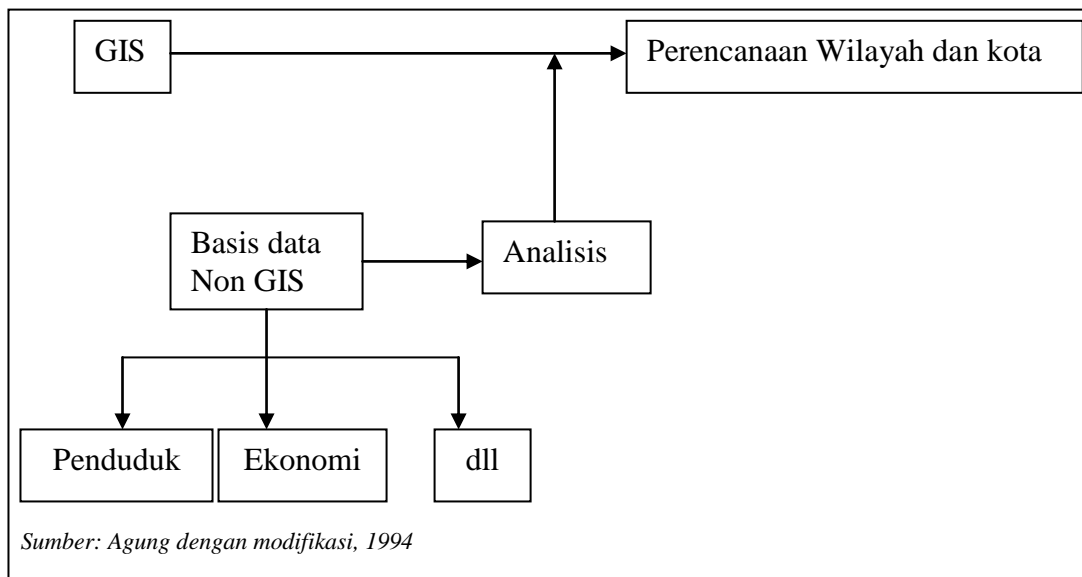 GIS
Perencanaan Wilayah dan kota
Basis data
Non GIS
Analisis
Penduduk
Ekonomi
dll
Sumber: Agung dengan modifikasi, 1994